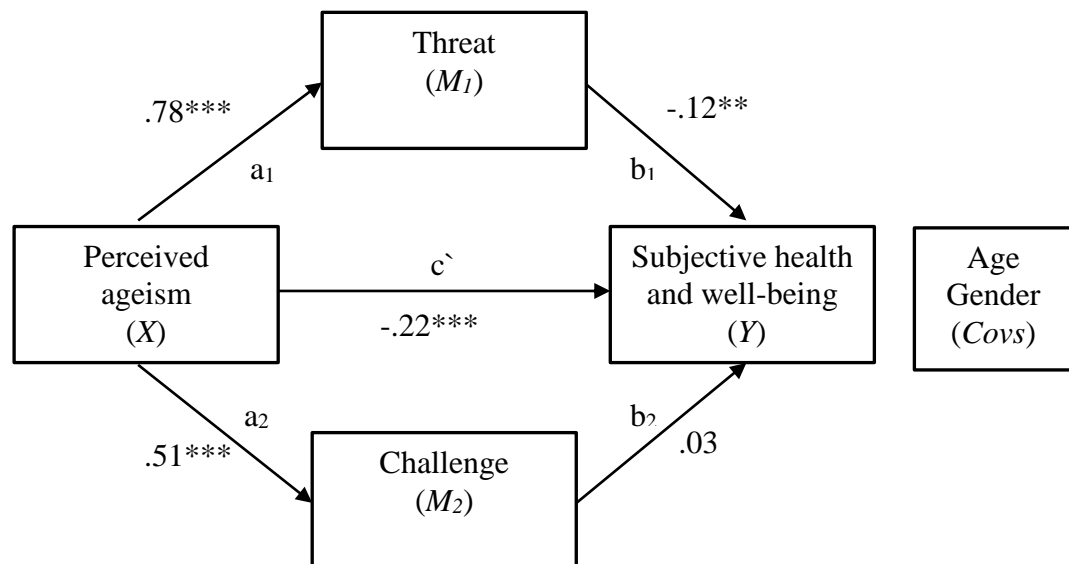 Threat
(M1)
.78***
-.12**
a1
b1
Perceived
ageism
(X)
c`
-.22***
Subjective health
and well-being
(Y)
Age
Gender
(Covs)
a2
b2
.51***
.03
Challenge
(M2)